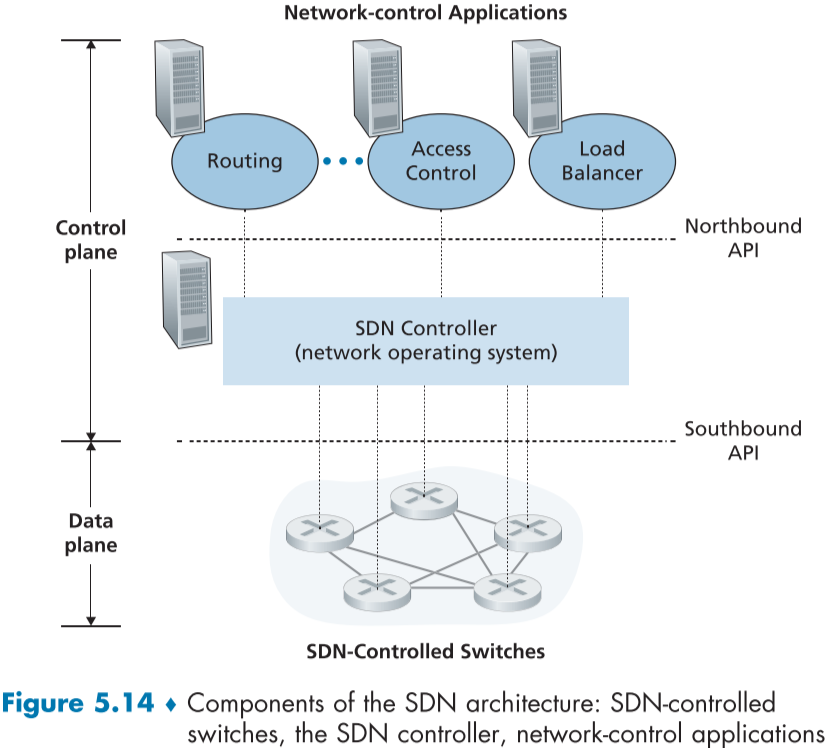 Network-control Applications
Routing
Access
Control
Load
Balancer
Control
plane
Northbound
API
SDN Controller
(network operating system)
Southbound
API
Data
plane
SDN-Controlled Switches
Figure 5.14 ♦ Components of the SDN architecture: SDN-controlled
switches, the SDN controller, network-control applications